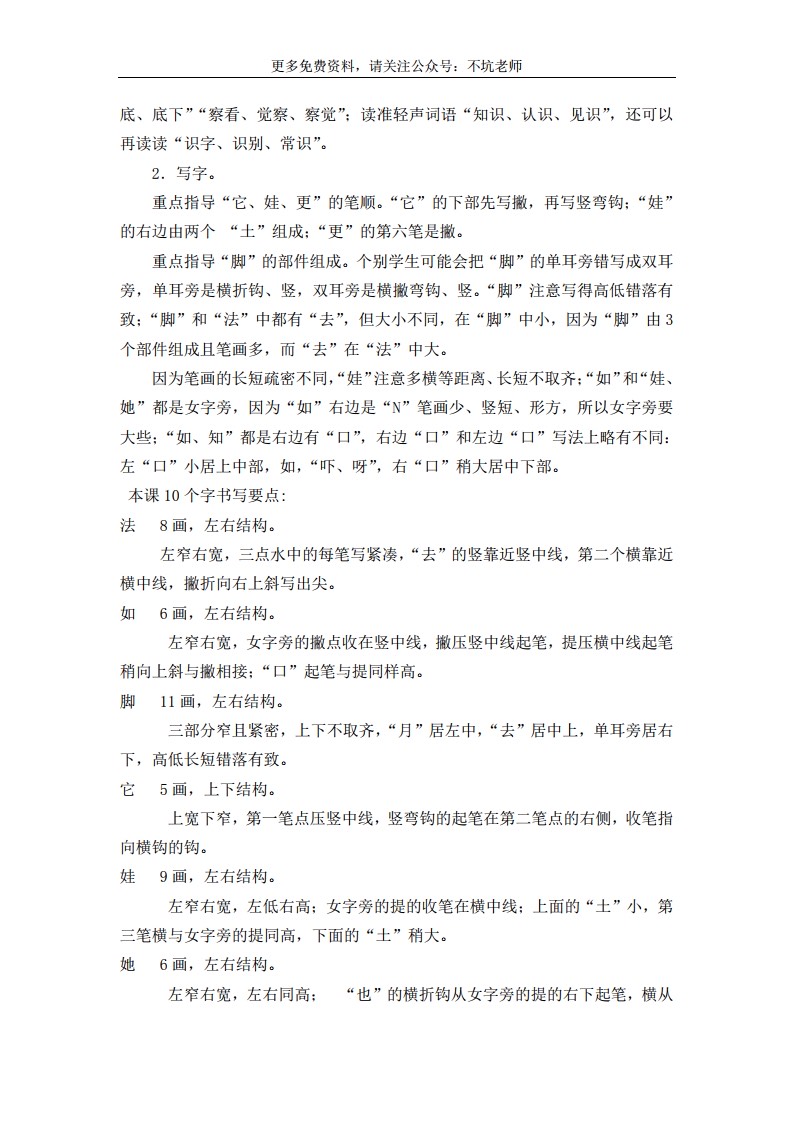 更多免费资料，请关注公众号：不坑老师
底、底下”“察看、觉察、察觉”；读准轻声词语“知识、认识、见识”，还可以
再读读“识字、识别、常识”。
2．写字。
重点指导“它、娃、更”的笔顺。“它”的下部先写撇，再写竖弯钩；“娃”
的右边由两个 “土”组成；“更”的第六笔是撇。
重点指导“脚”的部件组成。个别学生可能会把“脚”的单耳旁错写成双耳
旁，单耳旁是横折钩、竖，双耳旁是横撇弯钩、竖。“脚”注意写得高低错落有
致；“脚”和“法”中都有“去”，但大小不同，在“脚”中小，因为“脚”由 3
个部件组成且笔画多，而“去”在“法”中大。
因为笔画的长短疏密不同，“娃”注意多横等距离、长短不取齐；“如”和“娃、
她”都是女字旁，因为“如”右边是“N”笔画少、竖短、形方，所以女字旁要
大些；“如、知”都是右边有“口”，右边“口”和左边“口”写法上略有不同：
左“口”小居上中部，如，“吓、呀”，右“口”稍大居中下部。
本课 10 个字书写要点:
法 8 画，左右结构。
左窄右宽，三点水中的每笔写紧凑，“去”的竖靠近竖中线，第二个横靠近
横中线，撇折向右上斜写出尖。
如 6 画，左右结构。
左窄右宽，女字旁的撇点收在竖中线，撇压竖中线起笔，提压横中线起笔
稍向上斜与撇相接；“口”起笔与提同样高。
脚 11 画，左右结构。
三部分窄且紧密，上下不取齐，“月”居左中，“去”居中上，单耳旁居右
下，高低长短错落有致。
它 5 画，上下结构。
上宽下窄，第一笔点压竖中线，竖弯钩的起笔在第二笔点的右侧，收笔指
向横钩的钩。
娃 9 画，左右结构。
左窄右宽，左低右高；女字旁的提的收笔在横中线；上面的“土”小，第
三笔横与女字旁的提同高，下面的“土”稍大。
她 6 画，左右结构。
左窄右宽，左右同高； “也”的横折钩从女字旁的提的右下起笔，横从